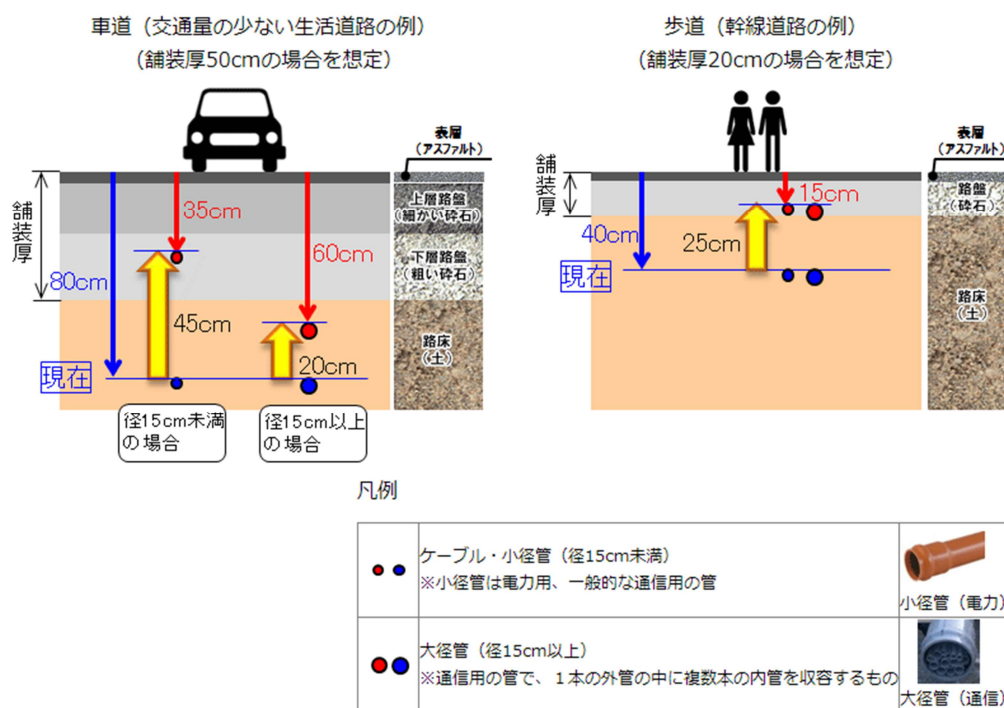 車道（交通量の少ない生活道路の例）
（舗装厚50cmの場合を想定）
表層
（アスファルト）
舗装厚
35cm
上層路盤
（細かい砕石）
60cm
下層路盤
（粗い砕石）
80cm
45cm
路床
（土）
20cm
現在
径15cm未満
の場合
径15cm以上
の場合
歩道（幹線道路の例）
（舗装厚20cmの場合を想定）
表層
（アスファルト）
舗装厚
15cm
路盤
（砕石）
40cm
25cm
現在
路床
（土）
凡例
ケーブル・小径管（径15cm未満）
※小径管は電力用、一般的な通信用の管
小径管（電力）
大径管（径15cm以上）
※通信用の管で、１本の外管の中に複数本の内管を収容するもの
大径管（通信）